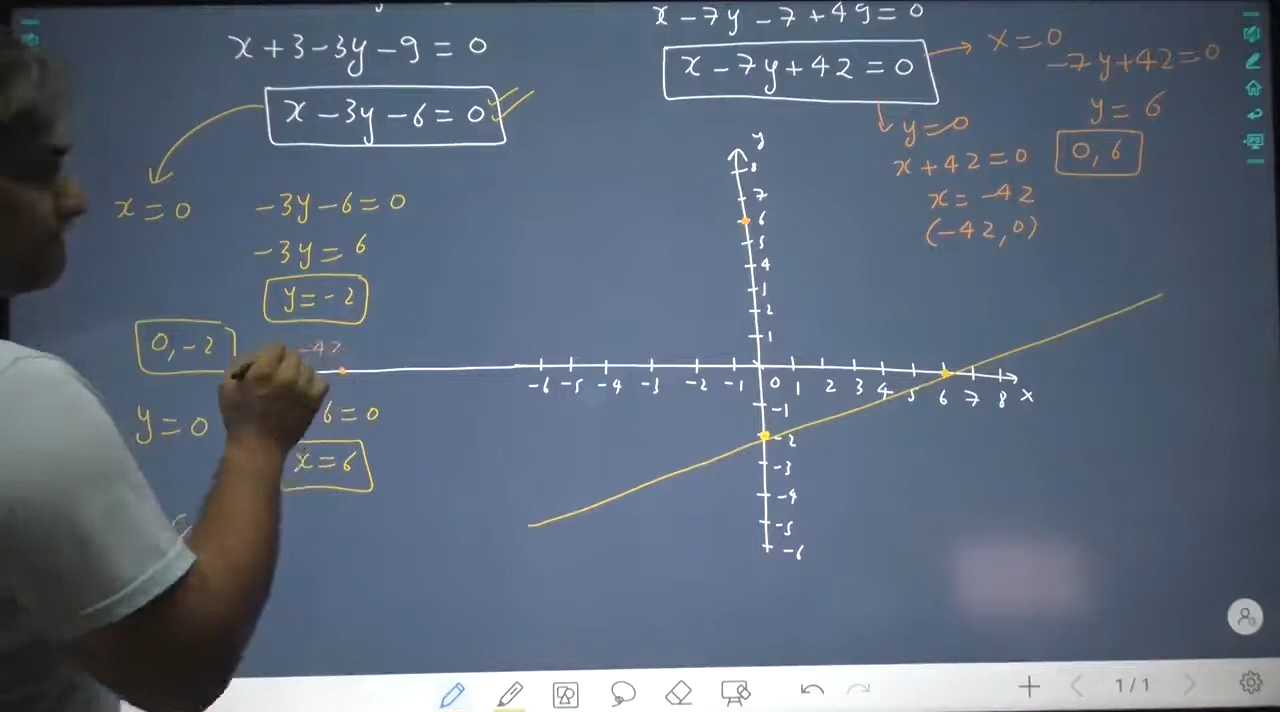 x+3-3y-9=0
x-3y-6=0
x=0
-3y-6=0
-3y=6
y=-2
0,-2
y=0
6=0
x=6
x-7y-7+49=0
x-7y+42=0
x=0
-7y+42=0
y=6
0,6
y=0
x+42=0
x=-42
(-42,0)
y
8
7
6
5
4
3
2
1
-42
-6 -5 -4 -3 -2 -1 0 1 2 3 4 5 6 7 8 x
-1
-2
-3
-4
-5
-6
1/1